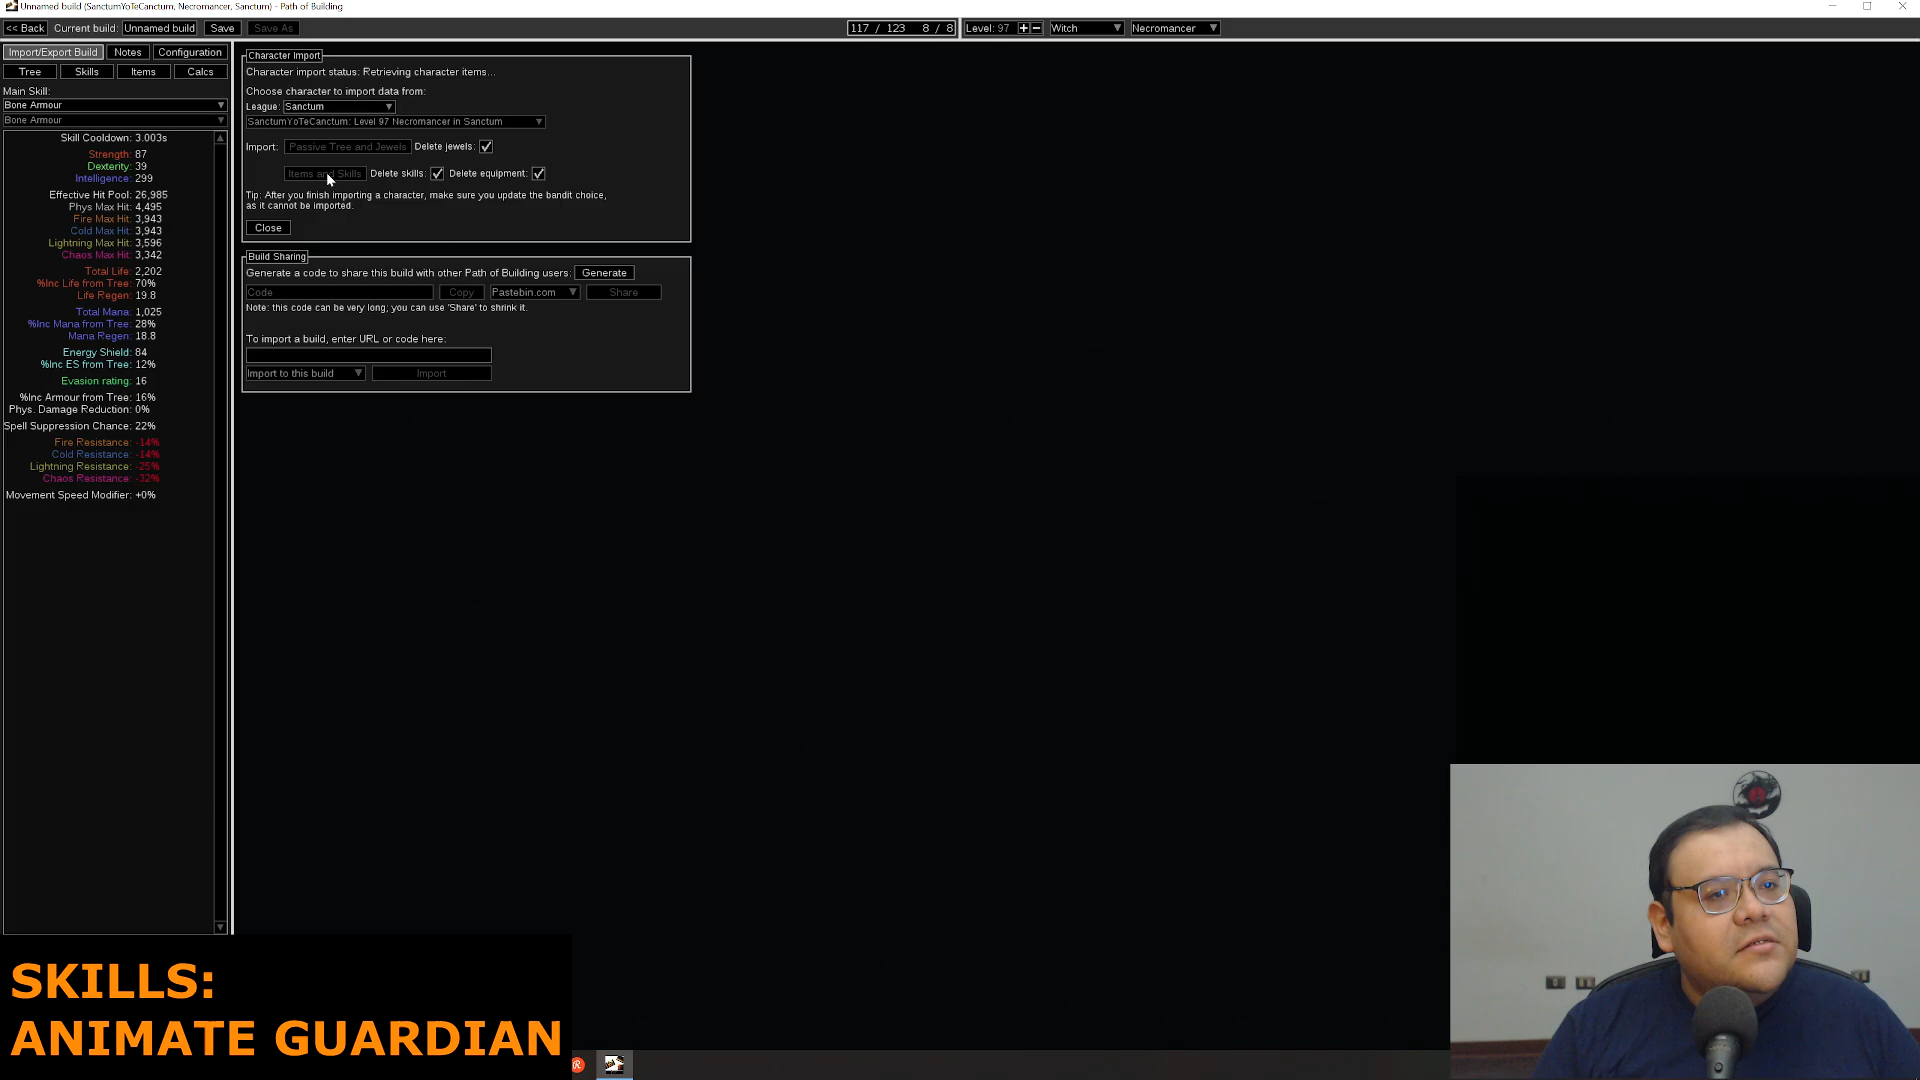 Unnamed build (SanctumYoTeCanctum, Necromancer, Sanctum) - Path of Building
<< Back Current build: Unnamed build Save Save As 117 / 123 8 / 8 Level: 97 + - Witch Necromancer
Import/Export Build Notes Configuration
Tree Skills Items Calcs
Main Skill:
Bone Armour
Bone Armour
Skill Cooldown: 3.003s
Strength: 87
Dexterity: 39
Intelligence: 299
Effective Hit Pool: 26,985
Phys Max Hit: 4,495
Fire Max Hit: 3,943
Cold Max Hit: 3,943
Lightning Max Hit: 3,596
Chaos Max Hit: 3,342
Total Life: 2,202
%Inc Life from Tree: 70%
Life Regen: 19.8
Total Mana: 1,025
%Inc Mana from Tree: 28%
Mana Regen: 18.8
Energy Shield: 84
%Inc ES from Tree: 12%
Evasion rating: 16
%Inc Armour from Tree: 16%
Phys. Damage Reduction: 0%
Spell Suppression Chance: 22%
Fire Resistance: -14%
Cold Resistance: -14%
Lightning Resistance: -25%
Chaos Resistance: -32%
Movement Speed Modifier: +0%
Character Import
Character import status: Retrieving character items...
Choose character to import data from:
League: Sanctum
SanctumYoTeCanctum: Level 97 Necromancer in Sanctum
Import: Passive Tree and Jewels Delete jewels:
Items and Skills Delete skills: Delete equipment:
Tip: After you finish importing a character, make sure you update the bandit choice,
as it cannot be imported.
Close
Build Sharing
Generate a code to share this build with other Path of Building users: Generate
Code Copy Pastebin.com Share
Note: this code can be very long; you can use 'Share' to shrink it.
To import a build, enter URL or code here:
Import to this build Import
SKILLS:
ANIMATE GUARDIAN